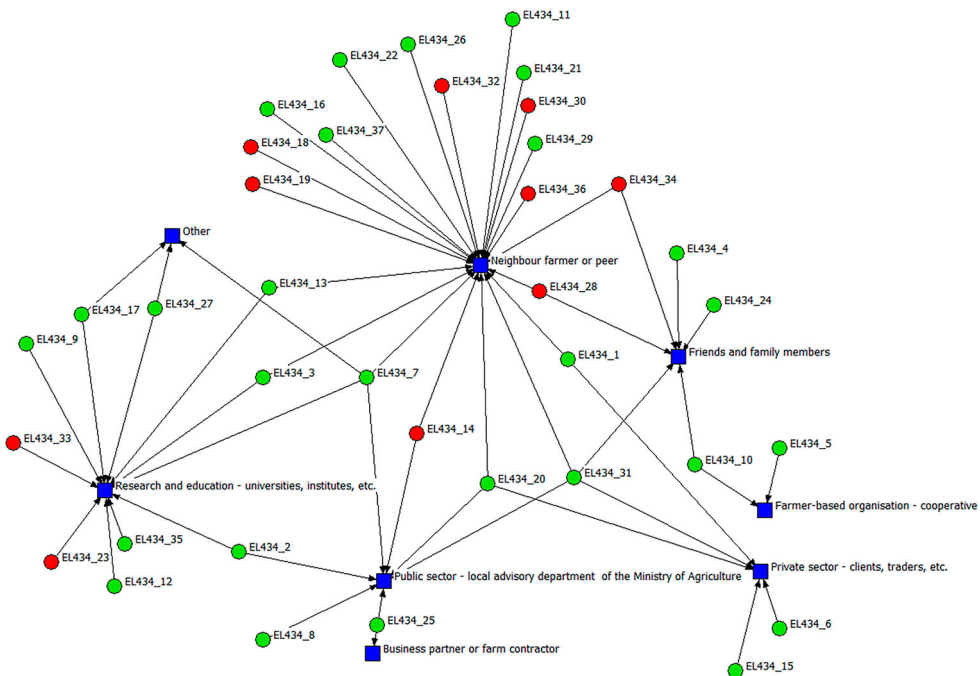 EL434_11
EL434_26
EL434_22
EL434_21
EL434_32
EL434_30
EL434_16
EL434_37
EL434_29
EL434_18
EL434_19
EL434_36
EL434_34
Other
EL434_4
Neighbour farmer or peer
EL434_13
EL434_28
EL434_24
EL434_27
EL434_17
EL434_9
Friends and family members
EL434_1
EL434_3
EL434_7
EL434_33
EL434_14
EL434_5
EL434_10
EL434_31
EL434_20
Research and education - universities, institutes, etc.
Farmer-based organisation - cooperative
EL434_35
EL434_2
EL434_23
Private sector - clients, traders, etc.
Public sector - local advisory department of the Ministry of Agriculture
EL434_12
EL434_25
EL434_6
EL434_8
Business partner or farm contractor
EL434_15